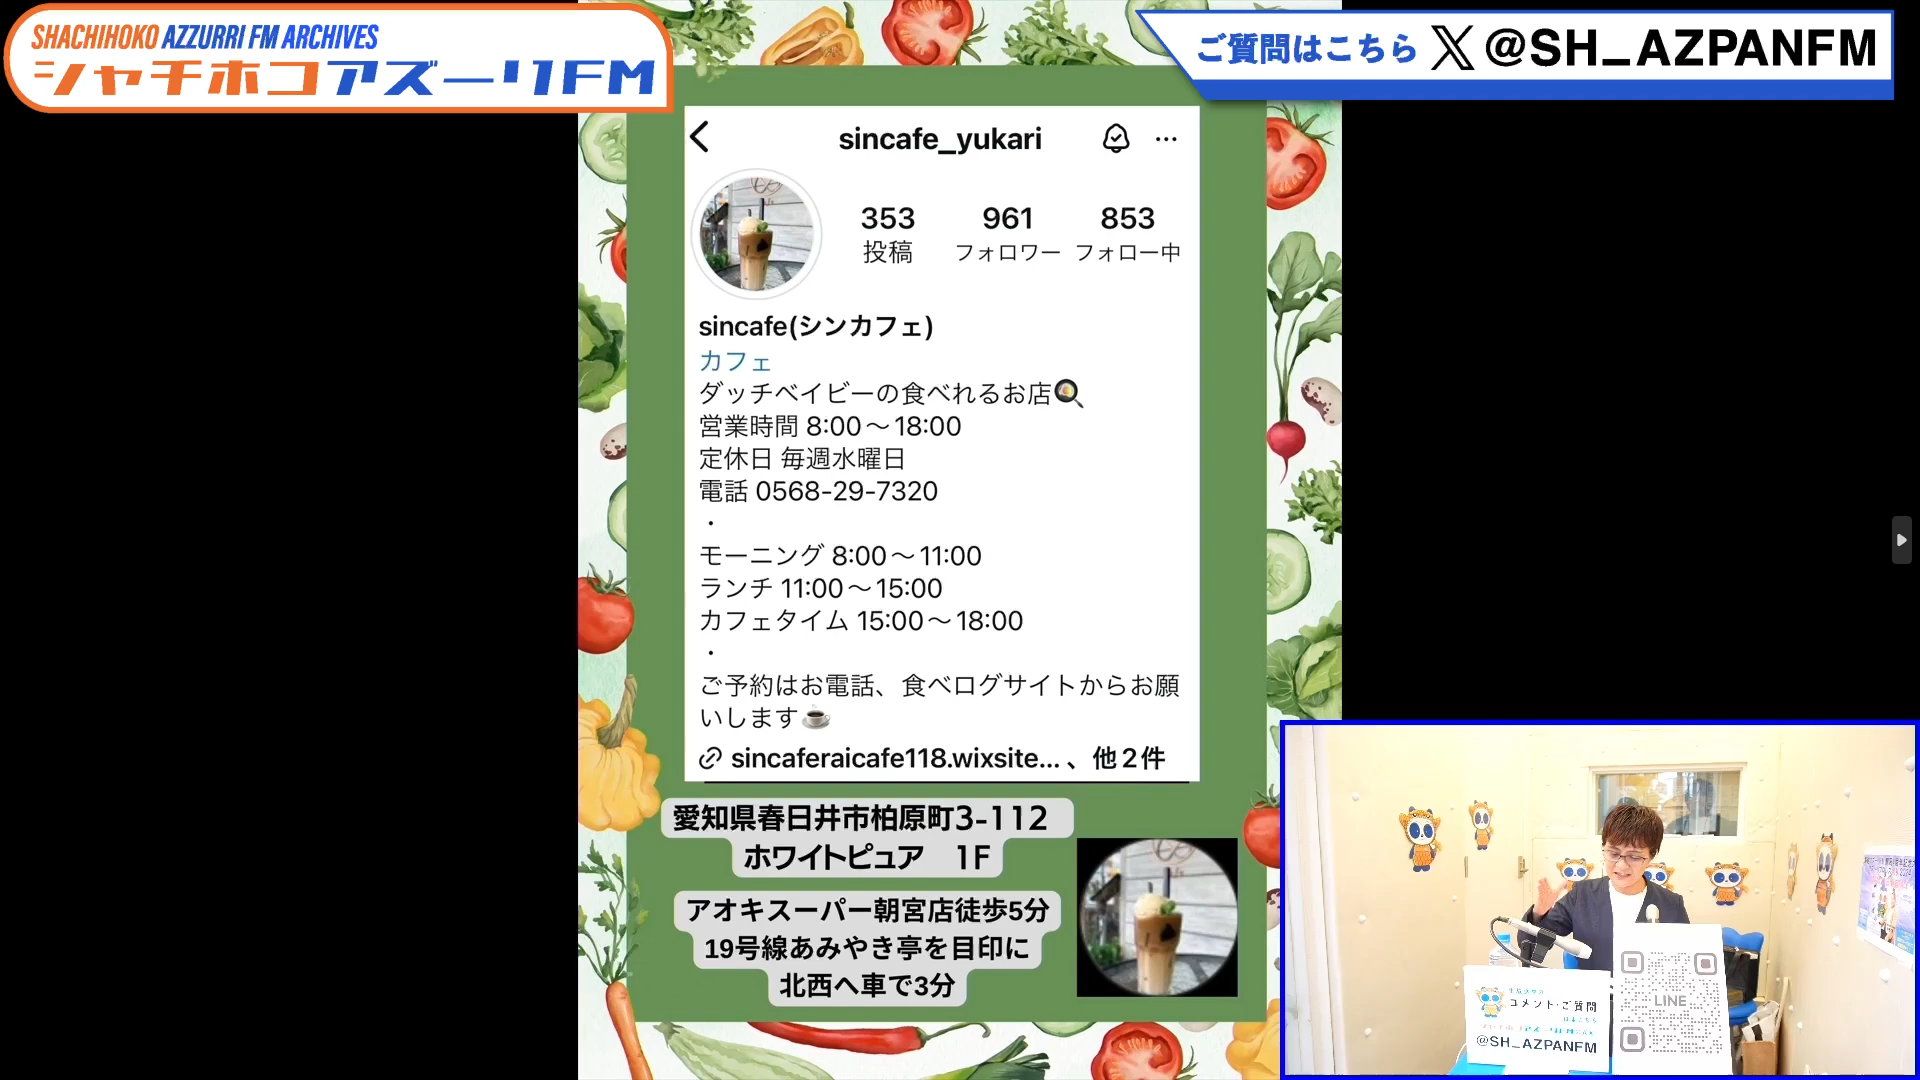 SHACHIHOKO AZZURRI FM ARCHIVES
シャチホコアズーリFM
ご質問はこちら X @SH_AZPANFM
sincafe_yukari
353 961 853
投稿 フォロワー フォロー中
sincafe(シンカフェ)
カフェ
ダッチベイビーの食べれるお店🍳
営業時間 8:00〜18:00
定休日 毎週水曜日
電話 0568-29-7320
・
モーニング 8:00〜11:00
ランチ 11:00〜15:00
カフェタイム 15:00〜18:00
・
ご予約はお電話、食べログサイトからお願
いします☕
sincaferaicafe118.wixsite... 、他2件
愛知県春日井市柏原町3-112
ホワイトピュア 1F
アオキスーパー朝宮店徒歩5分
19号線あみやき亭を目印に
北西へ車で3分
コメント・ご質問
@SH_AZPANFM
LINE